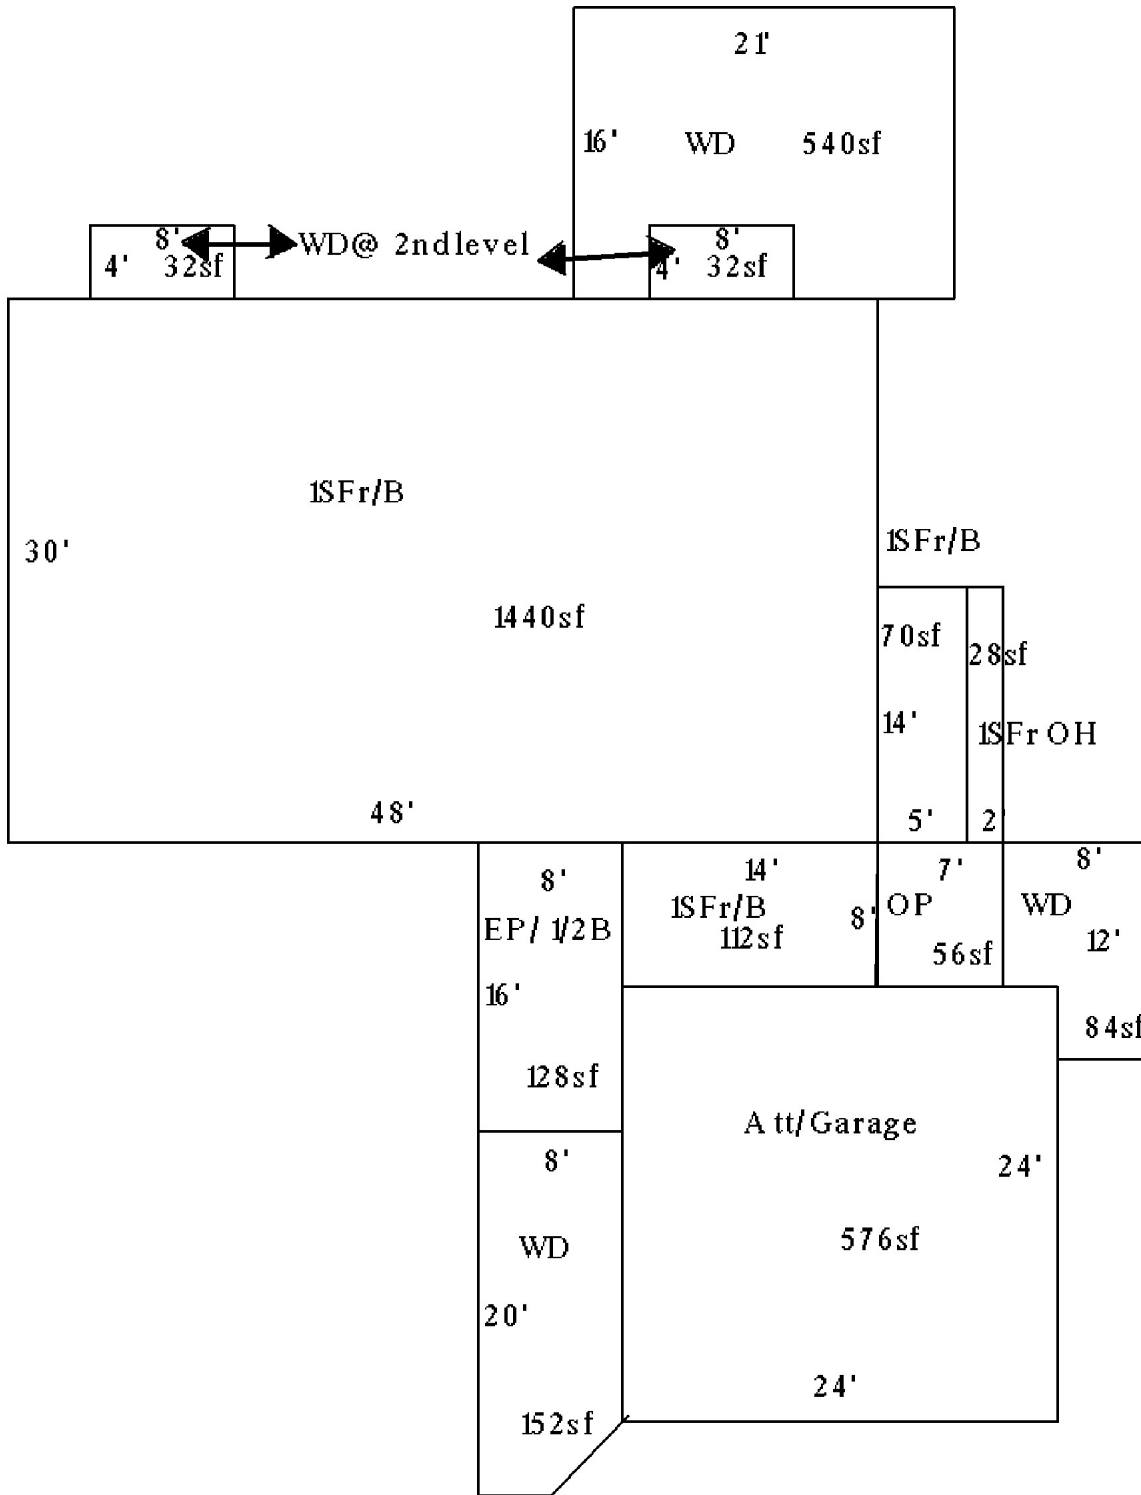 21'
16' WD 540sf
8' WD@ 2ndlevel 8'
4' 32sf 4' 32sf
1SFr/B
30'
1440sf
48'
1SFr/B
70sf
28sf
14' 1SFr OH
5' 2'
8' 14' 7' 8'
EP/ 1/2B 1SFr/B 8' OP WD
112sf 56sf 12'
16'
84sf
128sf
Att/Garage
8' 24'
WD 576sf
20'
24'
152sf